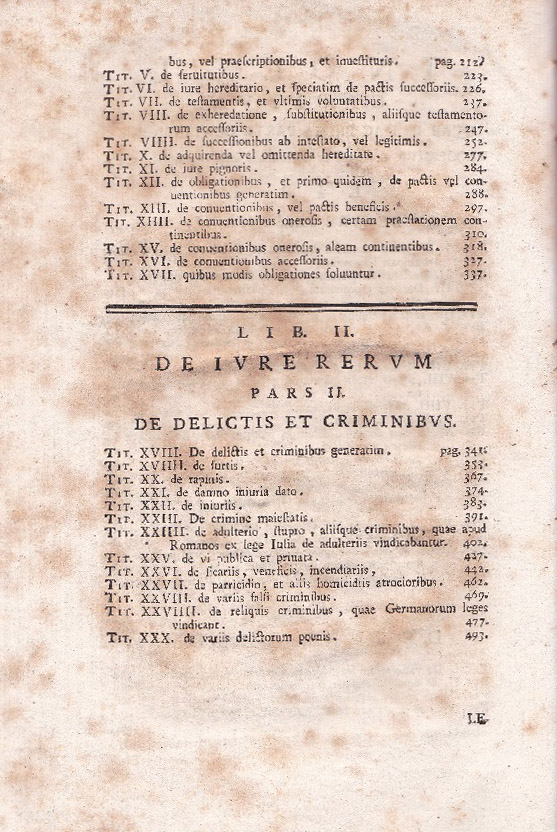 bus, vel praeſcriptionibus, et inueſtituris. pag. 212
TIT. V. de ſeruitutibus. 223.
TIT. VI. de iure hereditario, et ſpeciatim de pactis ſucceſſoriis. 226.
TIT. VII. de teſtamentis, et vltimis voluntatibus. 237.
TIT. VIII. de exheredatione, ſubſtitutionibus, aliiſque teſtamento-
rum acceſſoriis. 247.
TIT. VIIII. de ſucceſſionibus ab inteſtato, vel legitimis. 252.
TIT. X. de adquirenda vel omittenda hereditate. 277.
TIT. XI. de iure pignoris. 284.
TIT. XII. de obligationibus, et primo quidem, de pactis vel con-
uentionibus generatim. 288.
TIT. XIII. de conuentionibus, vel pactis beneficis. 297.
TIT. XIIII. de conuentionibus oneroſis, certam praeſtationem con-
tinentibus. 310.
TIT. XV. de conuentionibus oneroſis, aleam continentibus. 318.
TIT. XVI. de conuentionibus acceſſoriis. 327.
TIT. XVII. quibus modis obligationes ſoluuntur. 337.
LIB. II.
DE IVRE RERVM
PARS II.
DE DELICTIS ET CRIMINIBVS.
TIT. XVIII. De delictis et criminibus generatim. pag. 341.
TIT. XVIIII. de furtis. 353.
TIT. XX. de rapinis. 367.
TIT. XXI. de damno iniuria dato. 374.
TIT. XXII. de iniuriis. 383.
TIT. XXIII. De crimine maieſtatis. 391.
TIT. XXIIII. de adulterio, ſtupro, aliiſque criminibus, quae apud
Romanos ex lege Iulia de adulteriis vindicabantur. 402.
TIT. XXV. de vi publica et priuata. 427.
TIT. XXVI. de ſicariis, veneficis, incendiariis, 442.
TIT. XXVII. de parricidio, et aliis homicidiis atrocioribus. 462.
TIT. XXVIII. de variis falſi criminibus. 469.
TIT. XXVIIII. de reliquis criminibus, quae Germanorum leges
vindicant. 477.
TIT. XXX. de variis delictorum poenis. 493.
LE-